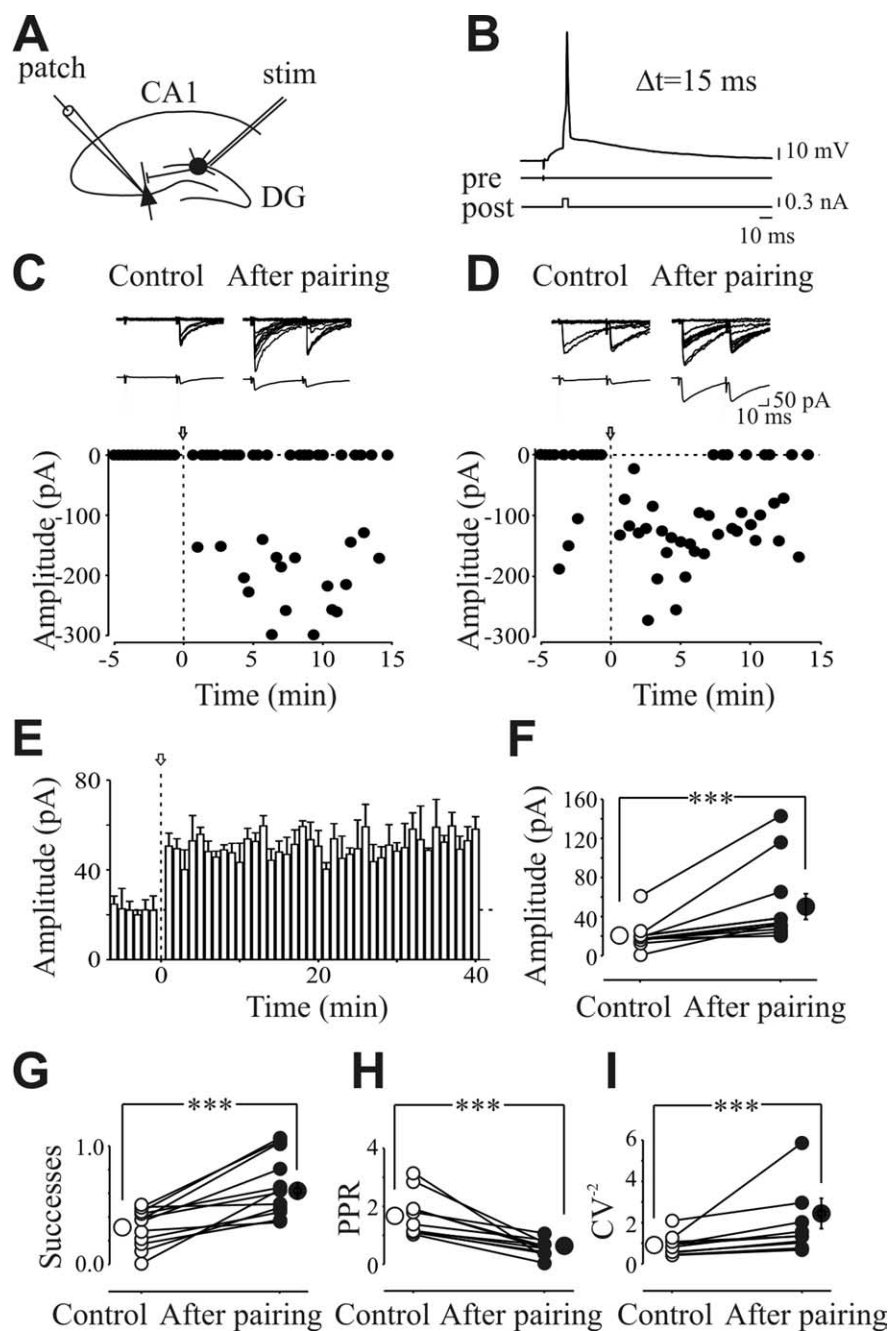 A
patch
stim
CA1
DG
B
Δt=15 ms
10 mV
pre
post
0.3 nA
10 ms
C
Control After pairing
0
-100
-200
-300
Amplitude (pA)
-5 0 5 10 15
Time (min)
D
Control After pairing
50 pA
10 ms
0
-100
-200
-300
Amplitude (pA)
-5 0 5 10 15
Time (min)
E
80
40
0
Amplitude (pA)
0 20 40
Time (min)
F
***
160
120
80
40
0
Amplitude (pA)
Control After pairing
G
***
1.0
0.0
Successes
Control After pairing
H
***
4
2
0
PPR
Control After pairing
I
***
6
4
2
0
CV-2
Control After pairing